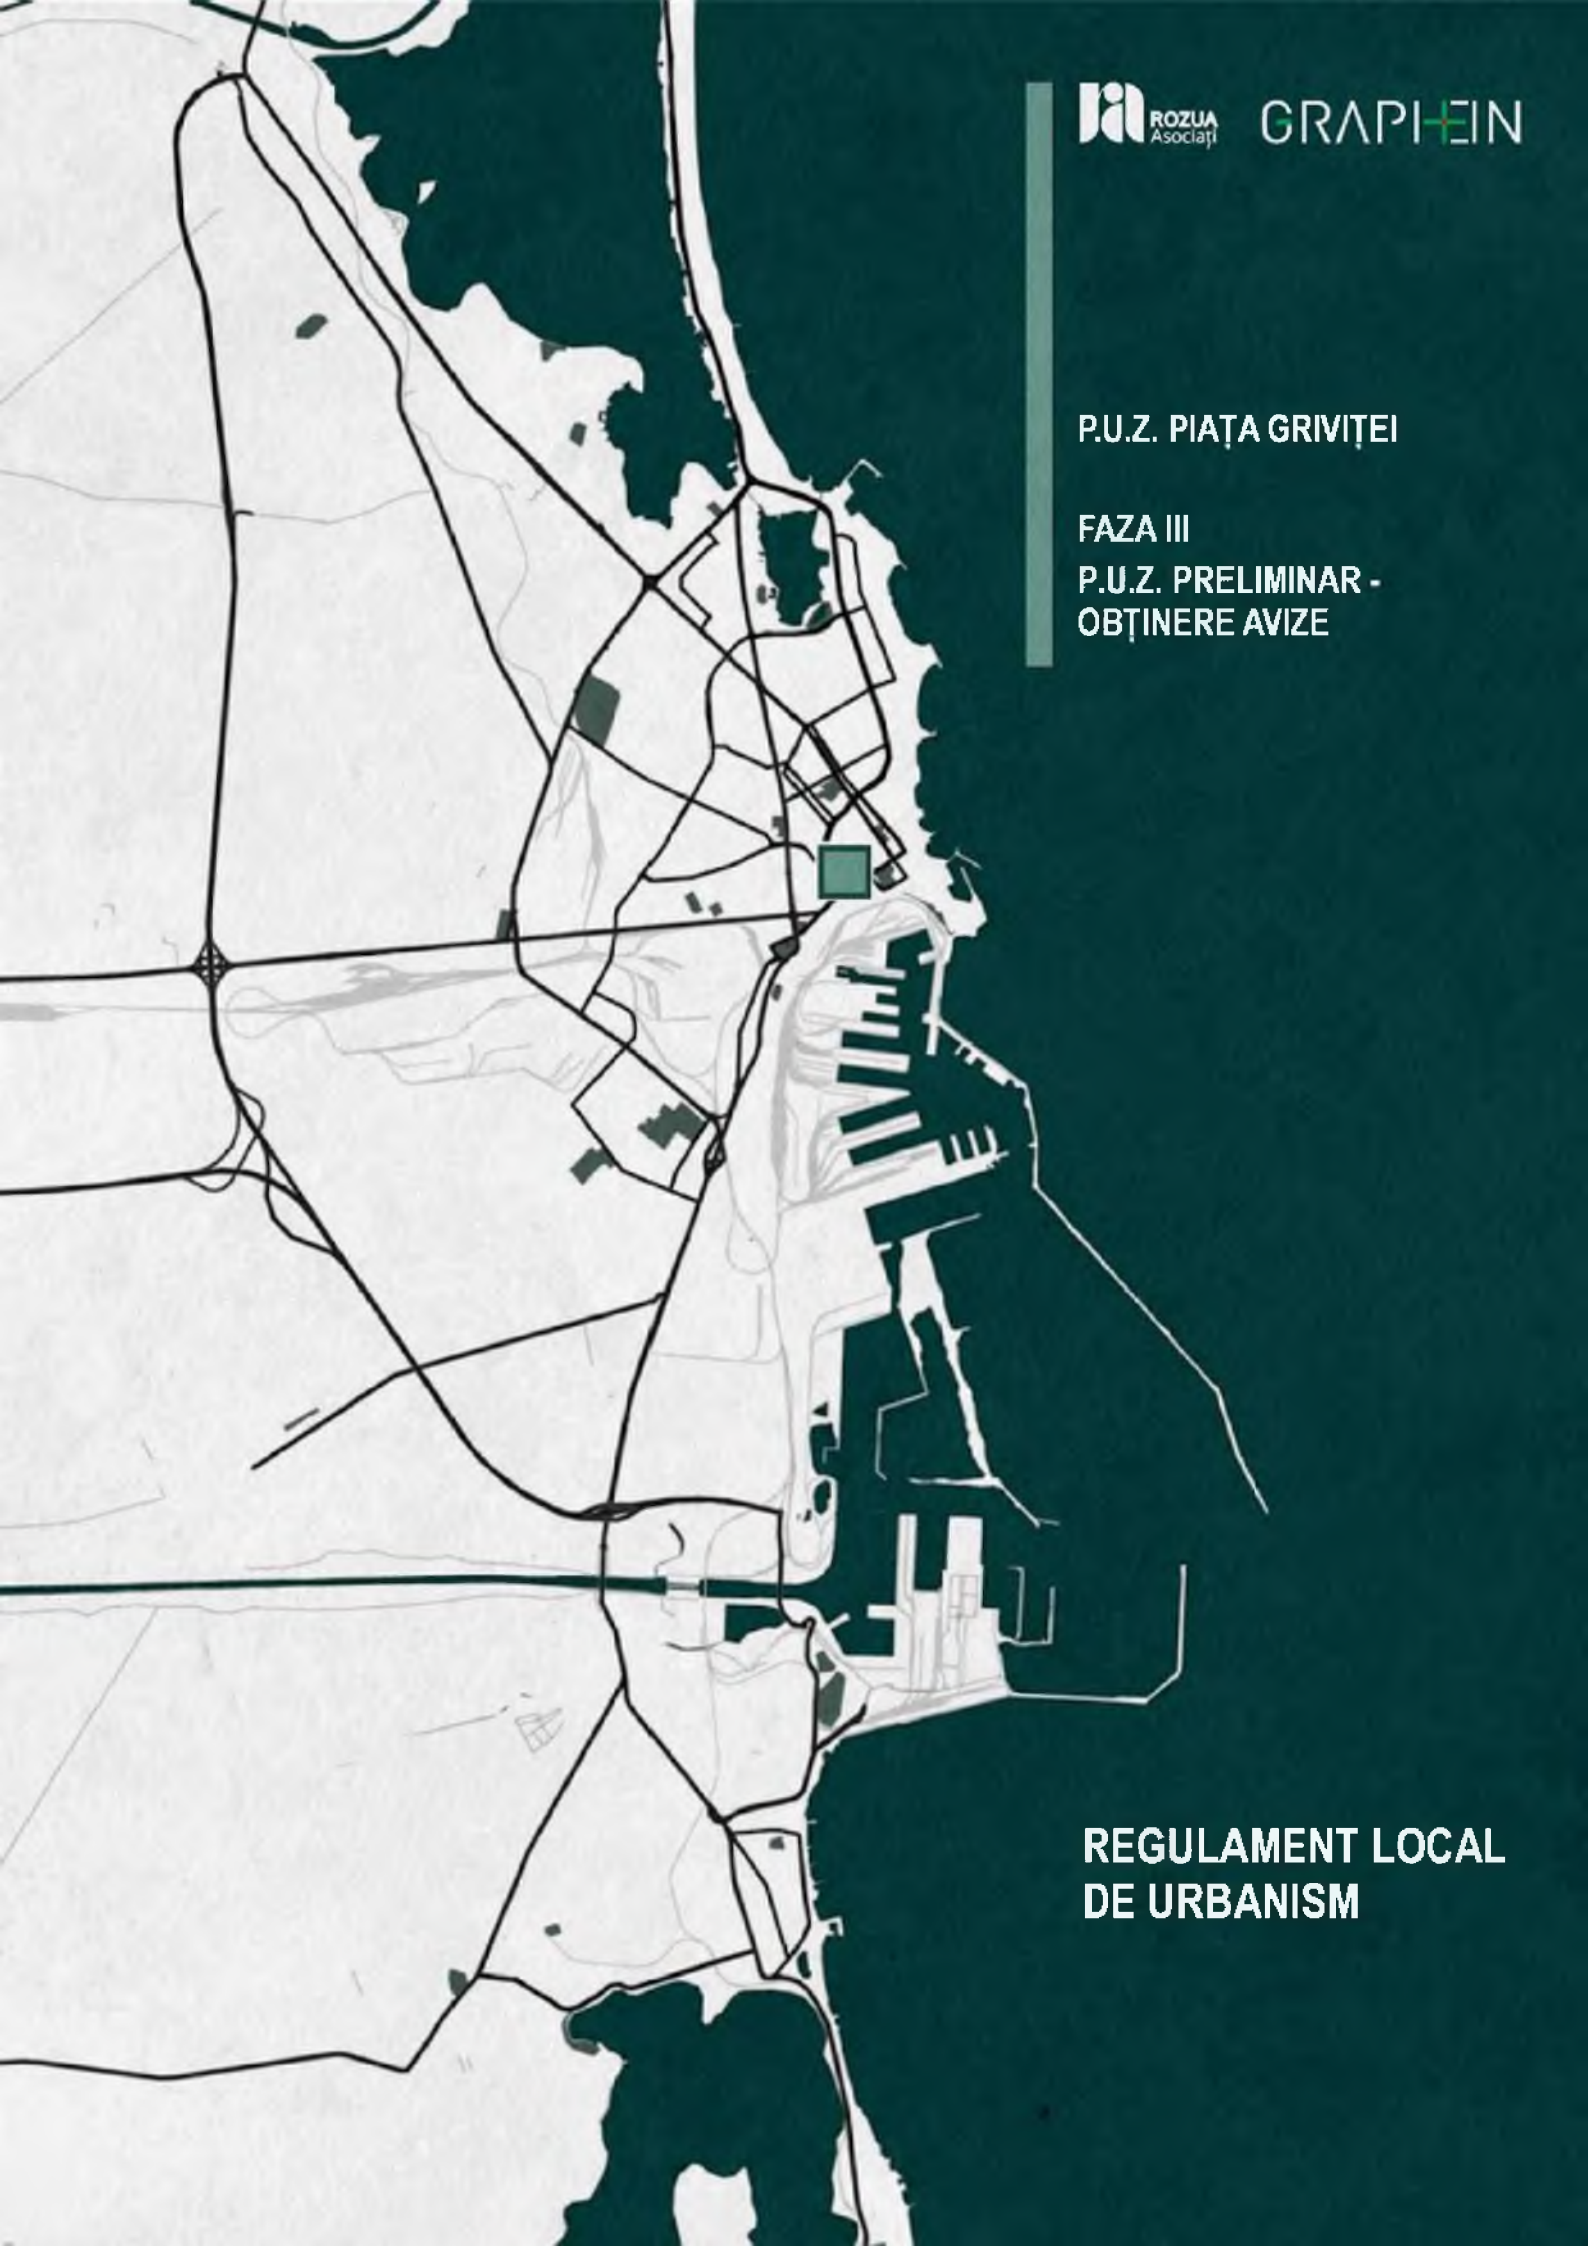 ROZUA
Asociați
GRAPHEIN
P.U.Z. PIAȚA GRIVIȚEI
FAZA III
P.U.Z. PRELIMINAR -
OBȚINERE AVIZE
REGULAMENT LOCAL
DE URBANISM